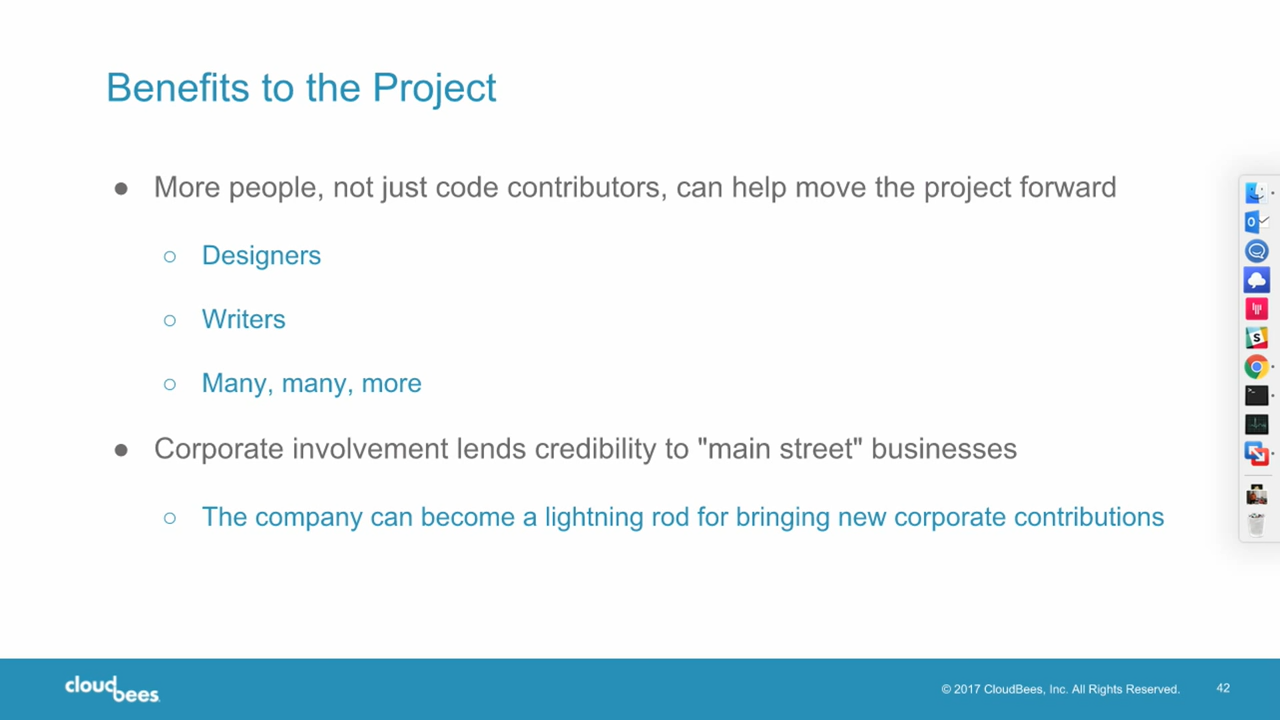 Benefits to the Project
● More people, not just code contributors, can help move the project forward
○ Designers
○ Writers
○ Many, many, more
● Corporate involvement lends credibility to "main street" businesses
○ The company can become a lightning rod for bringing new corporate contributions
cloudbees
© 2017 CloudBees, Inc. All Rights Reserved. 42